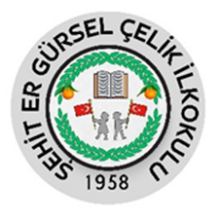 ŞEHİT ER GÜRSEL ÇELİK İLKOKULU
1958